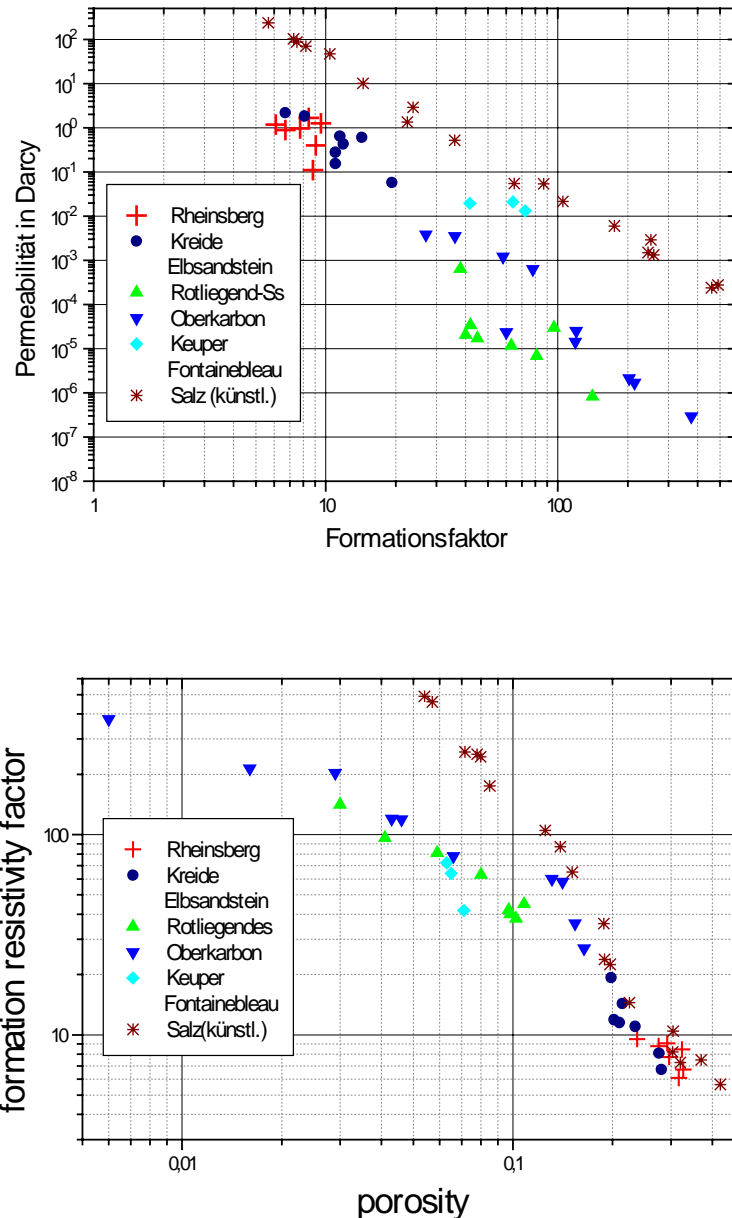 10²
10¹
10⁰
10⁻¹
10⁻²
10⁻³
10⁻⁴
10⁻⁵
10⁻⁶
10⁻⁷
10⁻⁸
Permeabilität in Darcy
Rheinsberg
Kreide
Elbsandstein
Rotliegend-Ss
Oberkarbon
Keuper
Fontainebleau
Salz (künstl.)
1
10
100
Formationsfaktor
100
10
formation resistivity factor
Rheinsberg
Kreide
Elbsandstein
Rotliegendes
Oberkarbon
Keuper
Fontainebleau
Salz(künstl.)
0,01
0,1
porosity